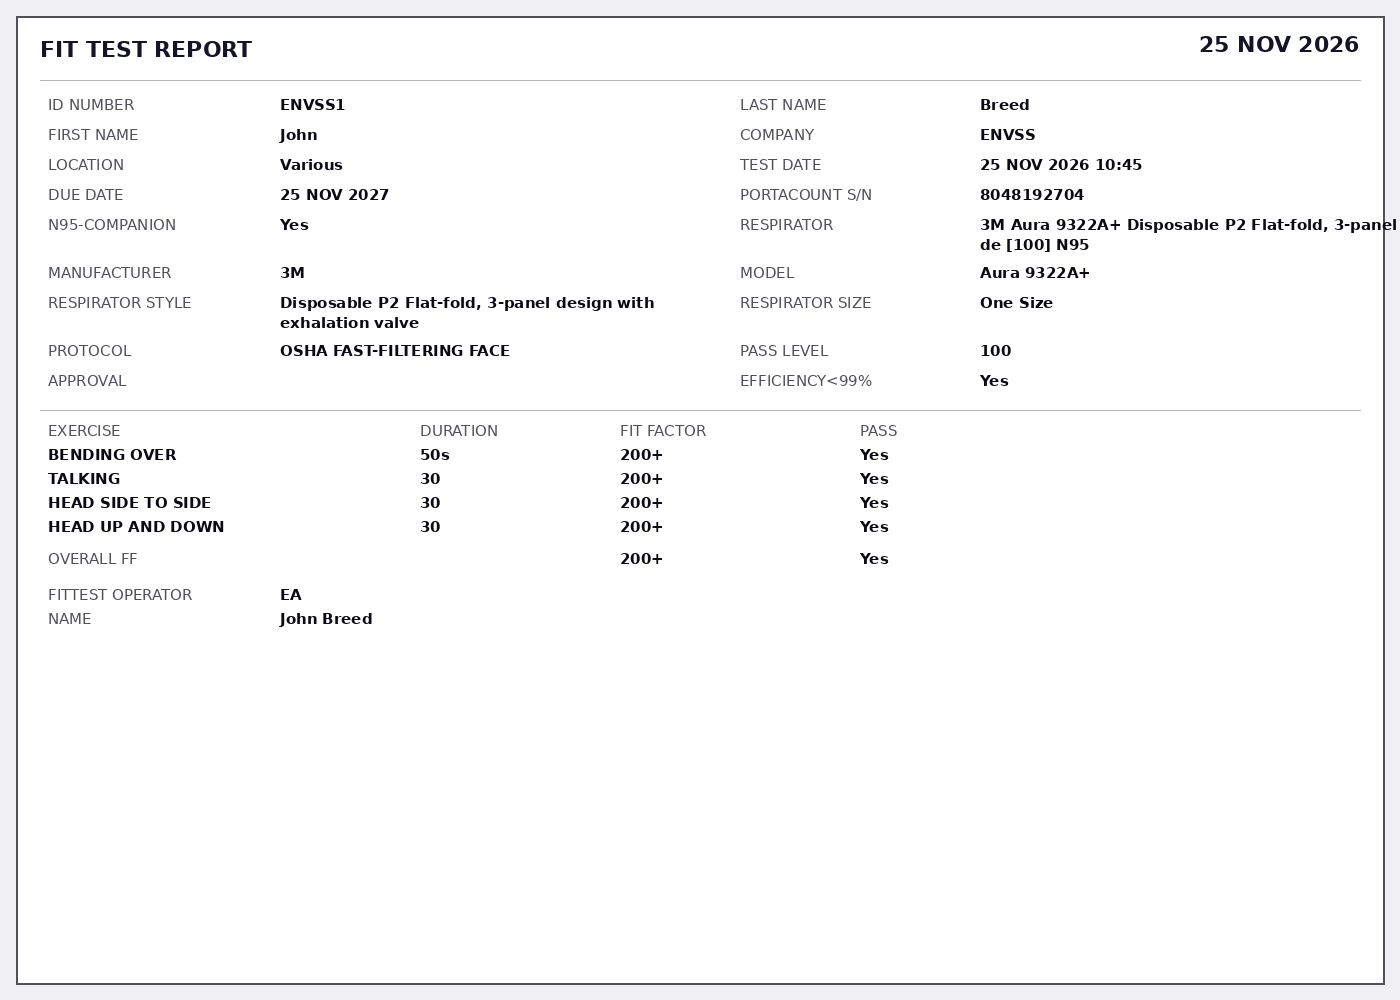 FIT TEST REPORT 25 NOV 2026
ID NUMBER ENVSS1 LAST NAME Breed
FIRST NAME John COMPANY ENVSS
LOCATION Various TEST DATE 25 NOV 2026 10:45
DUE DATE 25 NOV 2027 PORTACOUNT S/N 8048192704
N95-COMPANION Yes RESPIRATOR 3M Aura 9322A+ Disposable P2 Flat-fold, 3-panel
de [100] N95
MANUFACTURER 3M MODEL Aura 9322A+
RESPIRATOR STYLE Disposable P2 Flat-fold, 3-panel design with RESPIRATOR SIZE One Size
exhalation valve
PROTOCOL OSHA FAST-FILTERING FACE PASS LEVEL 100
APPROVAL EFFICIENCY<99% Yes
EXERCISE DURATION FIT FACTOR PASS
BENDING OVER 50s 200+ Yes
TALKING 30 200+ Yes
HEAD SIDE TO SIDE 30 200+ Yes
HEAD UP AND DOWN 30 200+ Yes
OVERALL FF 200+ Yes
FITTEST OPERATOR EA
NAME John Breed